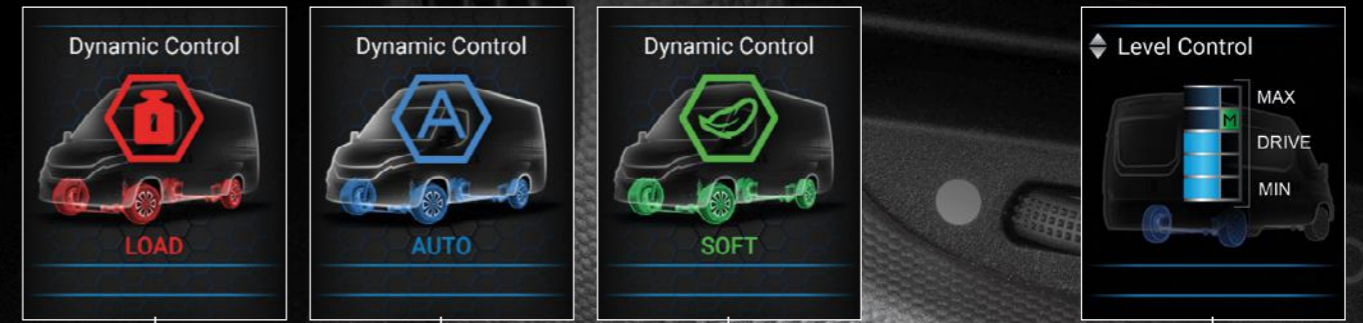 Dynamic Control
LOAD
Dynamic Control
A
AUTO
Dynamic Control
SOFT
Level Control
MAX
M
DRIVE
MIN